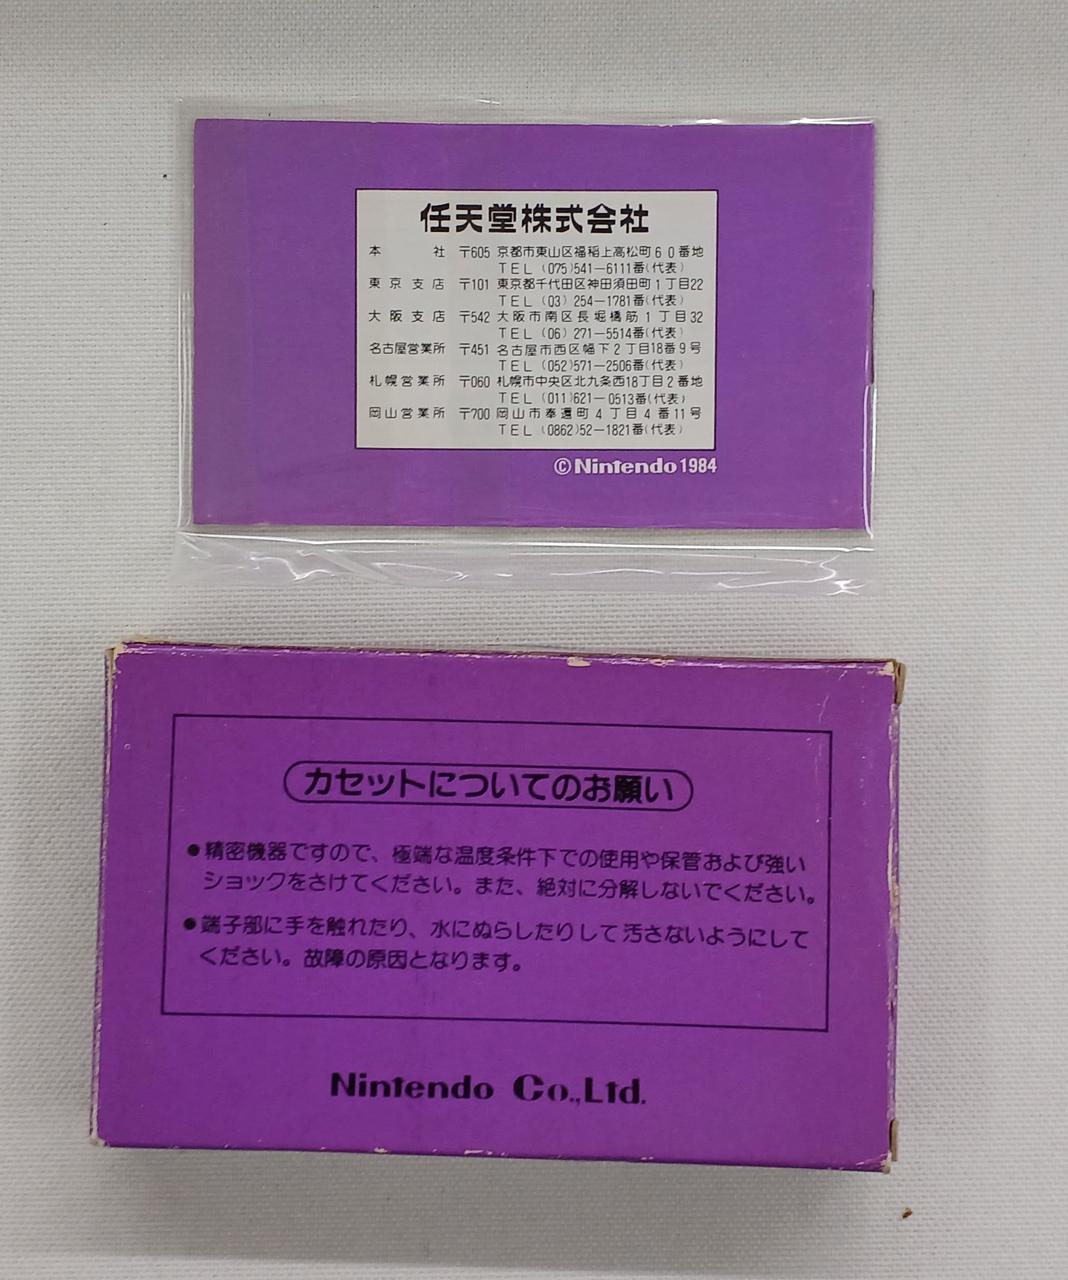 任天堂株式会社
本社 〒605 京都市東山区福稲上高松町60番地
TEL (075)541-6111番(代表)
東京支店 〒101 東京都千代田区神田須田町1丁目22
TEL (03) 254-1781番(代表)
大阪支店 〒542 大阪市南区長堀橋筋1丁目32
TEL (06) 271-5514番(代表)
名古屋営業所 〒451 名古屋市西区幅下2丁目18番9号
TEL (052)571-2506番(代表)
札幌営業所 〒060 札幌市中央区北九条西18丁目2番地
TEL (011)621-0513番(代表)
岡山営業所 〒700 岡山市奉還町4丁目4番11号
TEL (0862)52-1821番(代表)
©Nintendo1984
カセットについてのお願い
●精密機器ですので、極端な温度条件下での使用や保管および強い
ショックをさけてください。また、絶対に分解しないでください。
●端子部に手を触れたり、水にぬらしたりして汚さないようにして
ください。故障の原因となります。
Nintendo Co.,Ltd.